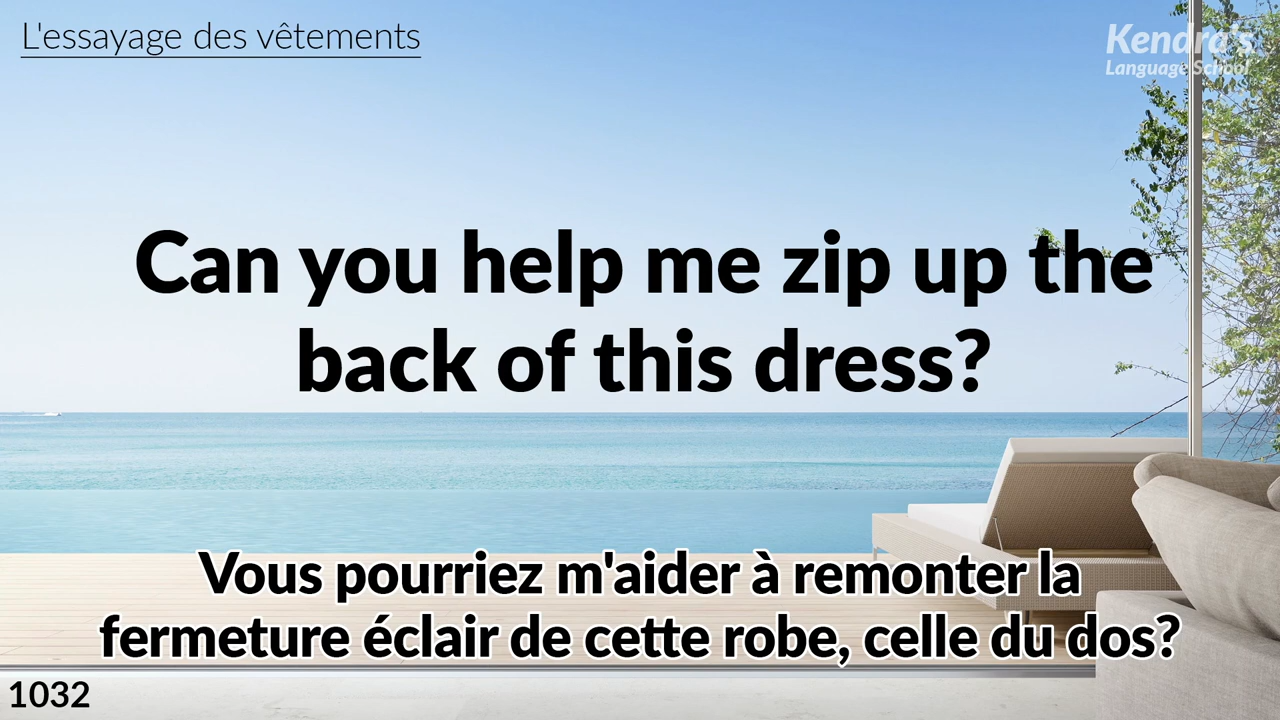 L'essayage des vêtements
Kendra's
Language School
Can you help me zip up the
back of this dress?
Vous pourriez m'aider à remonter la
fermeture éclair de cette robe, celle du dos?
1032